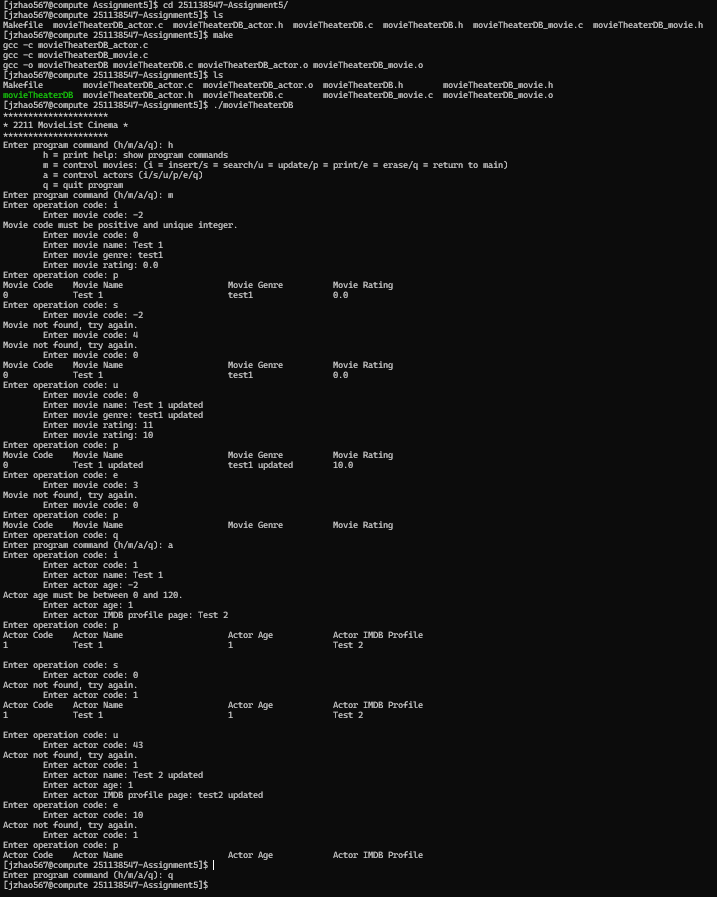 [jzhao567@compute Assignment5]$ cd 251138547-Assignment5/
[jzhao567@compute 251138547-Assignment5]$ ls
Makefile  movieTheaterDB_actor.c  movieTheaterDB_actor.h  movieTheaterDB.c  movieTheaterDB.h  movieTheaterDB_movie.c  movieTheaterDB_movie.h
[jzhao567@compute 251138547-Assignment5]$ make
gcc -c movieTheaterDB_actor.c
gcc -c movieTheaterDB_movie.c
gcc -o movieTheaterDB movieTheaterDB.c movieTheaterDB_actor.o movieTheaterDB_movie.o
[jzhao567@compute 251138547-Assignment5]$ ls
Makefile        movieTheaterDB_actor.c  movieTheaterDB_actor.o  movieTheaterDB.h        movieTheaterDB_movie.h
movieTheaterDB  movieTheaterDB_actor.h  movieTheaterDB.c        movieTheaterDB_movie.c  movieTheaterDB_movie.o
[jzhao567@compute 251138547-Assignment5]$ ./movieTheaterDB
*********************
* 2211 MovieList Cinema *
*********************
Enter program command (h/m/a/q): h
        h = print help: show program commands
        m = control movies: (i = insert/s = search/u = update/p = print/e = erase/q = return to main)
        a = control actors (i/s/u/p/e/q)
        q = quit program
Enter program command (h/m/a/q): m
Enter operation code: i
        Enter movie code: -2
Movie code must be positive and unique integer.
        Enter movie code: 0
        Enter movie name: Test 1
        Enter movie genre: test1
        Enter movie rating: 0.0
Enter operation code: p
Movie Code    Movie Name                     Movie Genre          Movie Rating
0             Test 1                         test1                0.0
Enter operation code: s
        Enter movie code: -2
Movie not found, try again.
        Enter movie code: 4
Movie not found, try again.
        Enter movie code: 0
Movie Code    Movie Name                     Movie Genre          Movie Rating
0             Test 1                         test1                0.0
Enter operation code: u
        Enter movie code: 0
        Enter movie name: Test 1 updated
        Enter movie genre: test1 updated
        Enter movie rating: 11
        Enter movie rating: 10
Enter operation code: p
Movie Code    Movie Name                     Movie Genre          Movie Rating
0             Test 1 updated                 test1 updated        10.0
Enter operation code: e
        Enter movie code: 3
Movie not found, try again.
        Enter movie code: 0
Enter operation code: p
Movie Code    Movie Name                     Movie Genre          Movie Rating
Enter operation code: q
Enter program command (h/m/a/q): a
Enter operation code: i
        Enter actor code: 1
        Enter actor name: Test 1
        Enter actor age: -2
Actor age must be between 0 and 120.
        Enter actor age: 1
        Enter actor IMDB profile page: Test 2
Enter operation code: p
Actor Code    Actor Name                     Actor Age            Actor IMDB Profile
1             Test 1                         1                    Test 2
Enter operation code: s
        Enter actor code: 0
Actor not found, try again.
        Enter actor code: 1
Actor Code    Actor Name                     Actor Age            Actor IMDB Profile
1             Test 1                         1                    Test 2
Enter operation code: u
        Enter actor code: 43
Actor not found, try again.
        Enter actor code: 1
        Enter actor name: Test 2 updated
        Enter actor age: 1
        Enter actor IMDB profile page: test2 updated
Enter operation code: e
        Enter actor code: 10
Actor not found, try again.
        Enter actor code: 1
Enter operation code: p
Actor Code    Actor Name                     Actor Age            Actor IMDB Profile
[jzhao567@compute 251138547-Assignment5]$
Enter program command (h/m/a/q): q
[jzhao567@compute 251138547-Assignment5]$